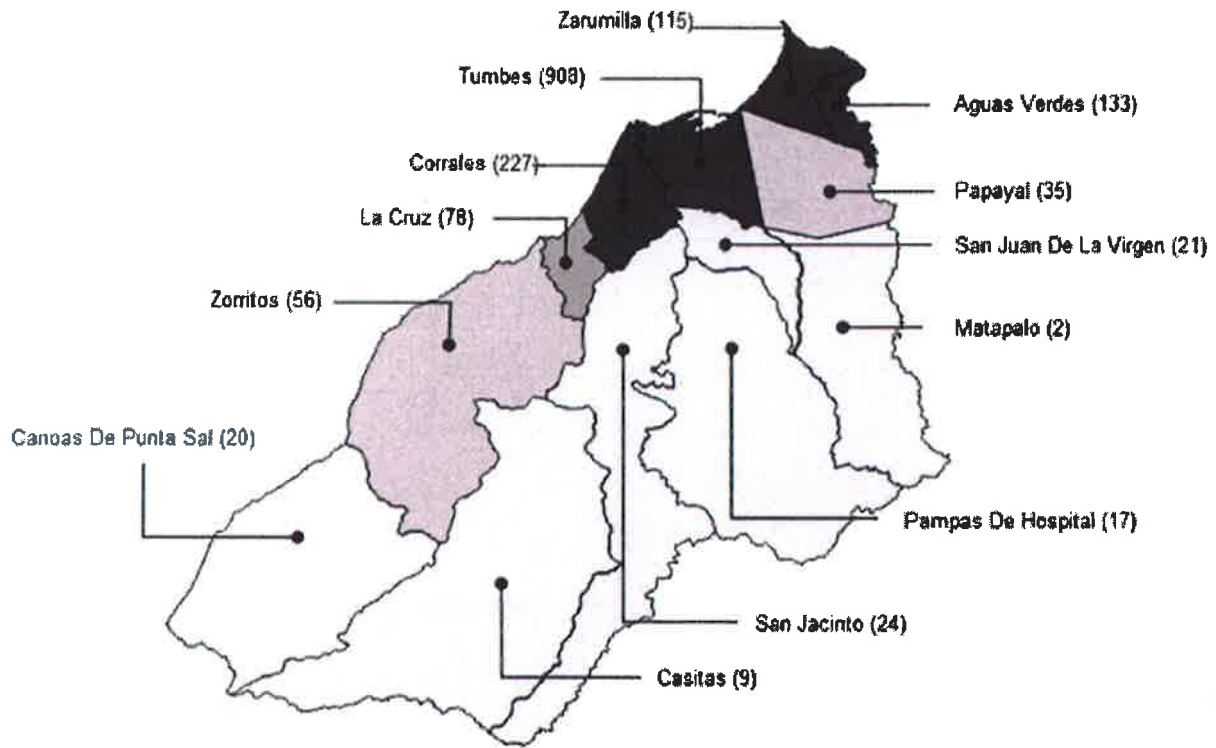 Zarumilla (115)
Tumbes (908)
Aguas Verdes (133)
Corrales (227)
Papayal (35)
La Cruz (78)
San Juan De La Virgen (21)
Zorritos (56)
Matapalo (2)
Canoas De Punta Sal (20)
Pampas De Hospital (17)
San Jacinto (24)
Casitas (9)